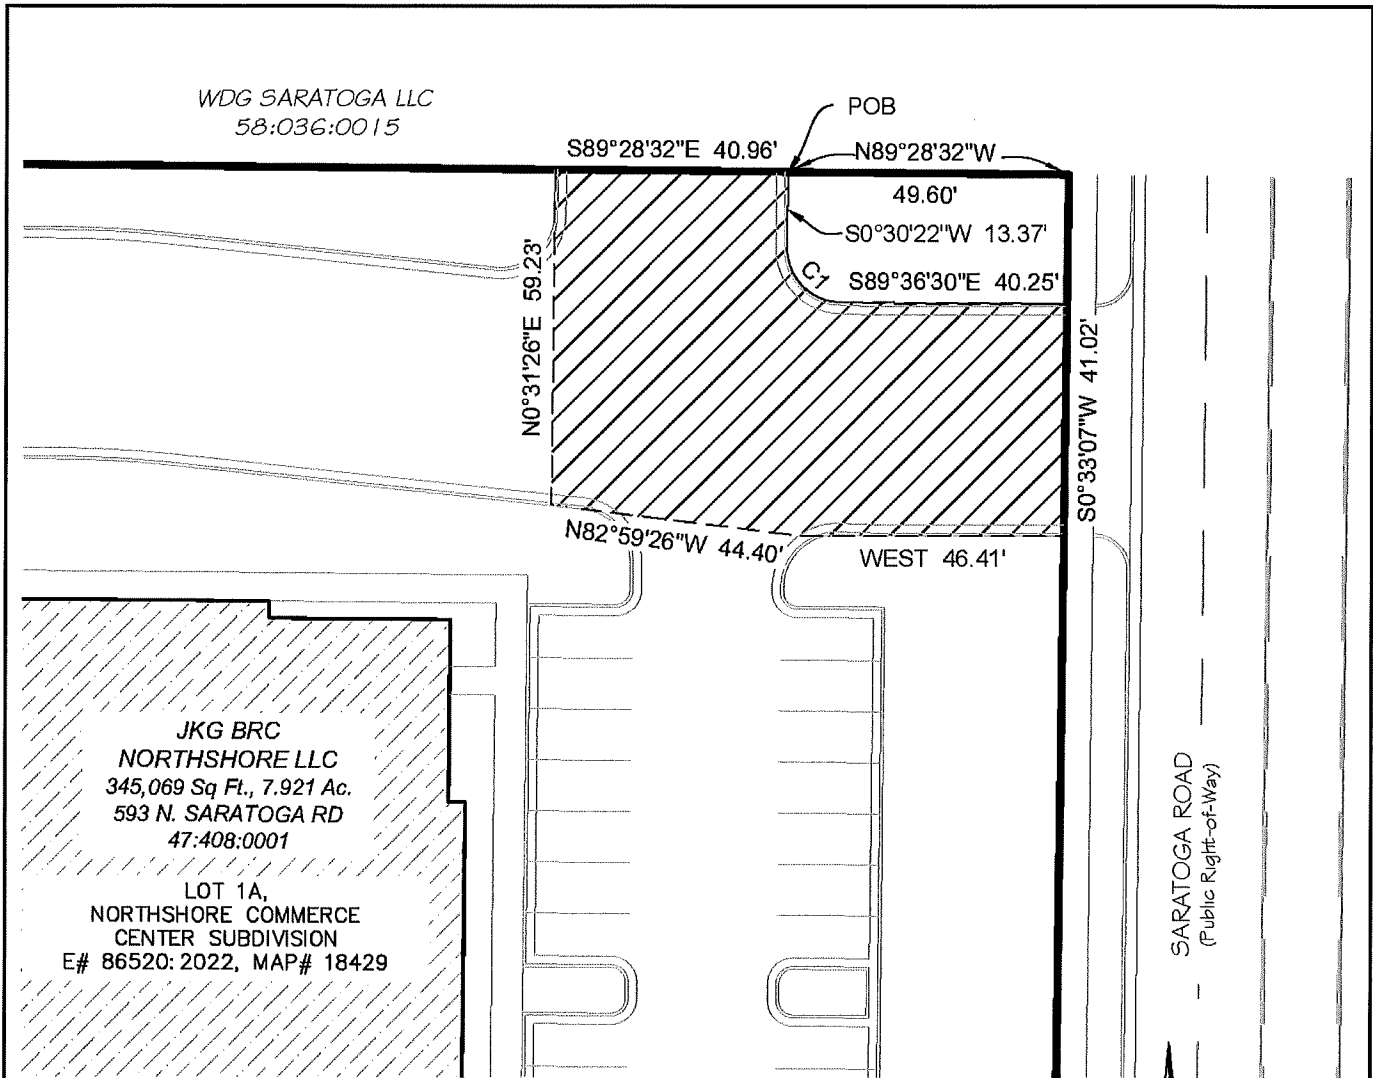 WDG SARATOGA LLC
58:036:0015
POB
S89°28'32"E 40.96'
N89°28'32"W
49.60'
S0°30'22"W 13.37'
C1
S89°36'30"E 40.25'
N0°31'26"E 59.23'
S0°33'07"W 41.02'
N82°59'26"W 44.40'
WEST 46.41'
JKG BRC
NORTHSHORE LLC
345,069 Sq Ft., 7.921 Ac.
593 N. SARATOGA RD
47:408:0001
LOT 1A,
NORTHSHORE COMMERCE
CENTER SUBDIVISION
E# 86520:2022, MAP# 18429
SARATOGA ROAD
(Public Right-of-Way)